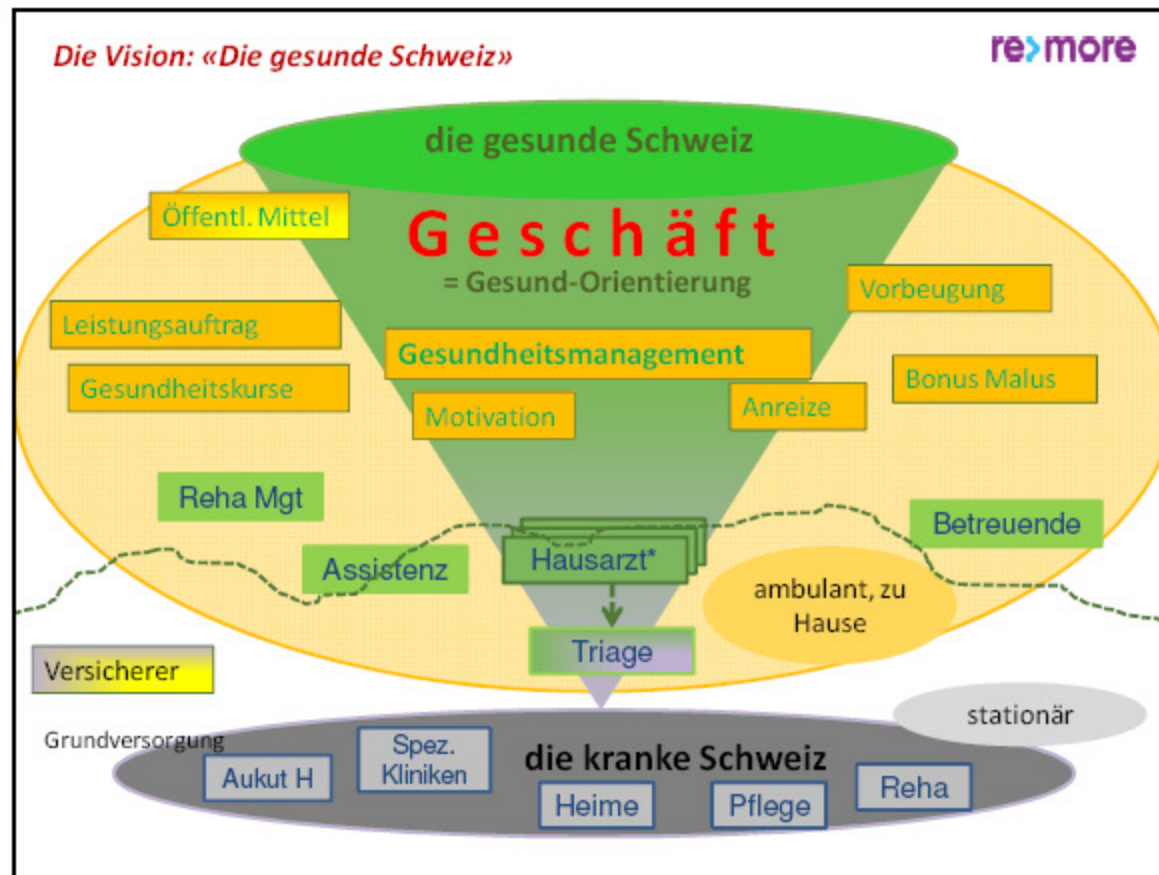 Die Vision: «Die gesunde Schweiz»
re>more
die gesunde Schweiz
Öffentl. Mittel
G e s c h ä f t
= Gesund-Orientierung
Vorbeugung
Leistungsauftrag
Gesundheitsmanagement
Gesundheitskurse
Bonus Malus
Motivation
Anreize
Reha Mgt
Betreuende
Assistenz
Hausarzt*
ambulant, zu
Hause
Triage
Versicherer
stationär
Grundversorgung
die kranke Schweiz
Aukut H
Spez.
Kliniken
Heime
Pflege
Reha